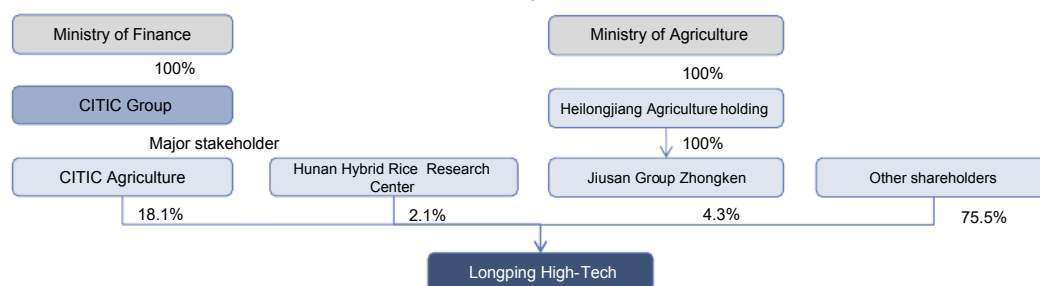 Ministry of Finance
Ministry of Agriculture
100%
100%
CITIC Group
Heilongjiang Agriculture holding
Major stakeholder
100%
CITIC Agriculture
Hunan Hybrid Rice Research
Center
Jiusan Group Zhongken
Other shareholders
18.1%
2.1%
4.3%
75.5%
Longping High-Tech